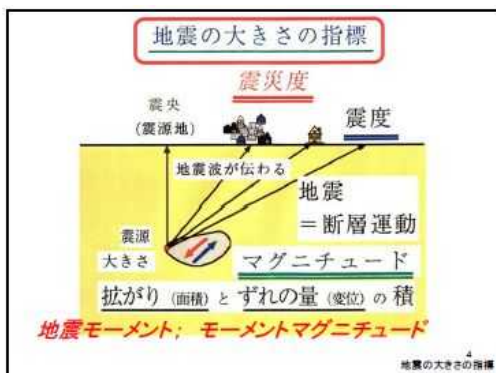 地震の大きさの指標
震災度
震央
(震源地)
震度
地震波が伝わる
地震
=断層運動
震源
大きさ
マグニチュード
拡がり (面積) と ずれの量 (変位) の 積
地震モーメント; モーメントマグニチュード
4
地震の大きさの指標